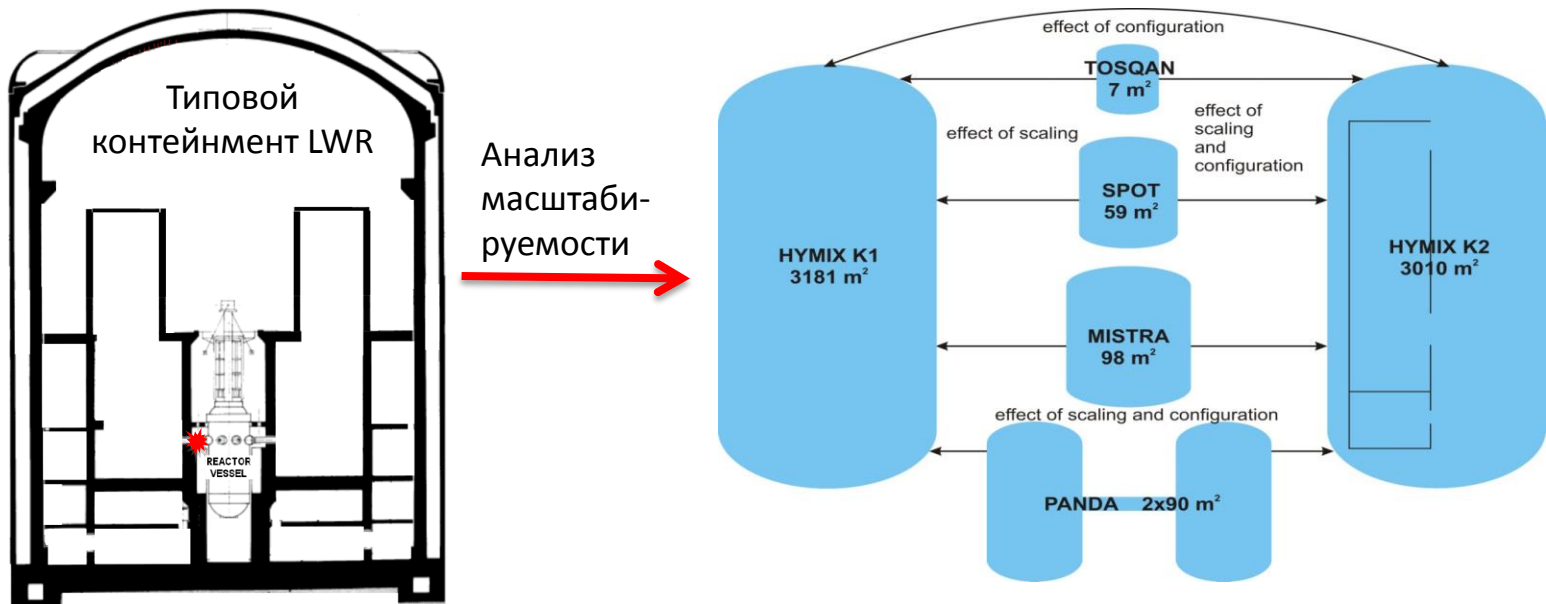 Типовой
контейнмент LWR
REACTOR
VESSEL
Анализ
масштаби-
руемости
effect of configuration
TOSQAN
7 m²
effect of scaling
effect of
scaling
and
configuration
SPOT
59 m²
HYMIX K1
3181 m²
HYMIX K2
3010 m²
MISTRA
98 m²
effect of scaling and configuration
PANDA 2x90 m²